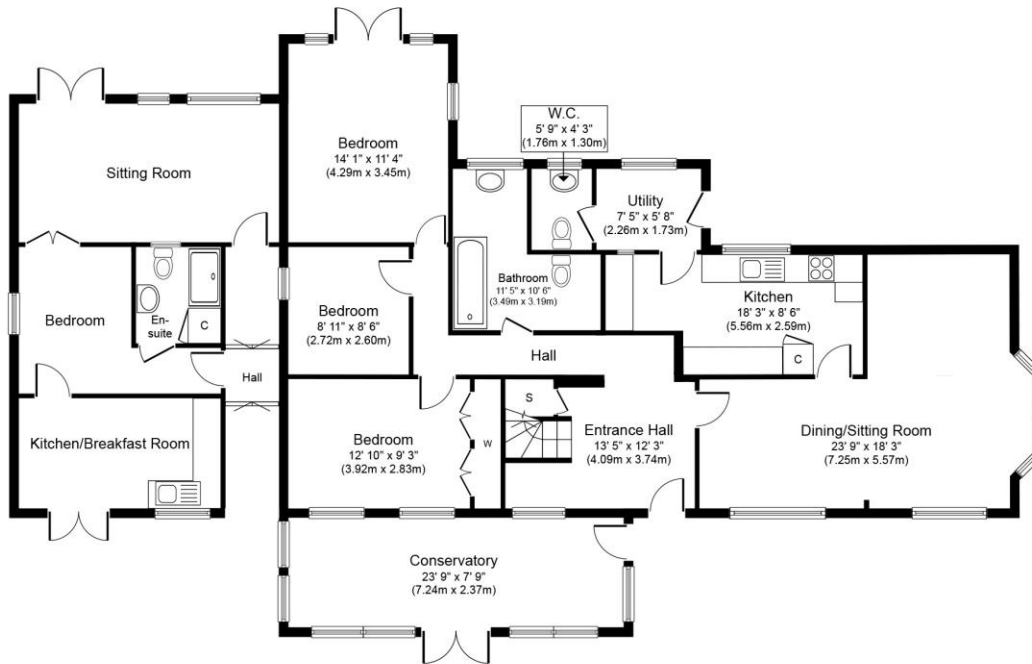 W.C.
5' 9" x 4' 3"
(1.76m x 1.30m)
Bedroom
14' 1" x 11' 4"
(4.29m x 3.45m)
Sitting Room
Utility
7' 5" x 5' 8"
(2.26m x 1.73m)
Bathroom
11' 5" x 10' 6"
(3.49m x 3.19m)
Kitchen
18' 3" x 8' 6"
(5.56m x 2.59m)
C
Bedroom
8' 11" x 8' 6"
(2.72m x 2.60m)
Bedroom
En-
suite
C
Hall
Hall
S
Entrance Hall
13' 5" x 12' 3"
(4.09m x 3.74m)
Dining/Sitting Room
23' 9" x 18' 3"
(7.25m x 5.57m)
Kitchen/Breakfast Room
Bedroom
12' 10" x 9' 3"
(3.92m x 2.83m)
W
Conservatory
23' 9" x 7' 9"
(7.24m x 2.37m)